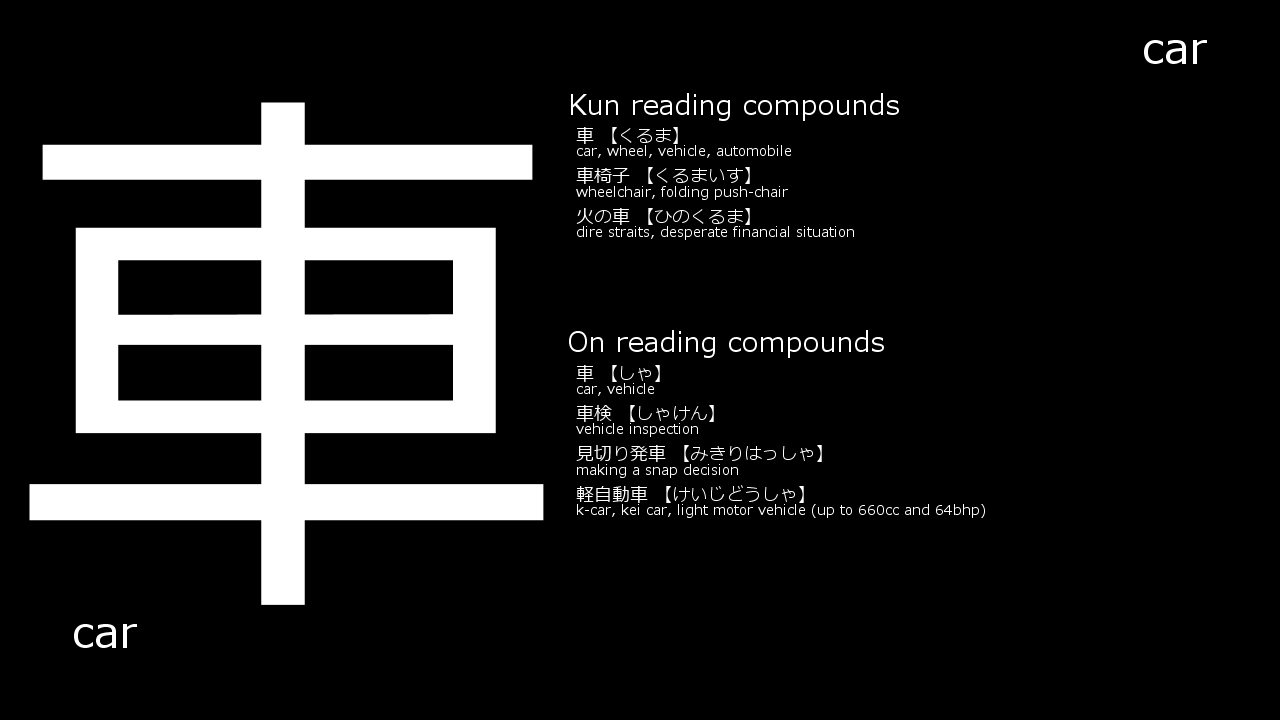 car
車
Kun reading compounds
車 【くるま】
car, wheel, vehicle, automobile
車椅子 【くるまいす】
wheelchair, folding push-chair
火の車 【ひのくるま】
dire straits, desperate financial situation
On reading compounds
車 【しゃ】
car, vehicle
車検 【しゃけん】
vehicle inspection
見切り発車 【みきりはっしゃ】
making a snap decision
軽自動車 【けいじどうしゃ】
k-car, kei car, light motor vehicle (up to 660cc and 64bhp)
car